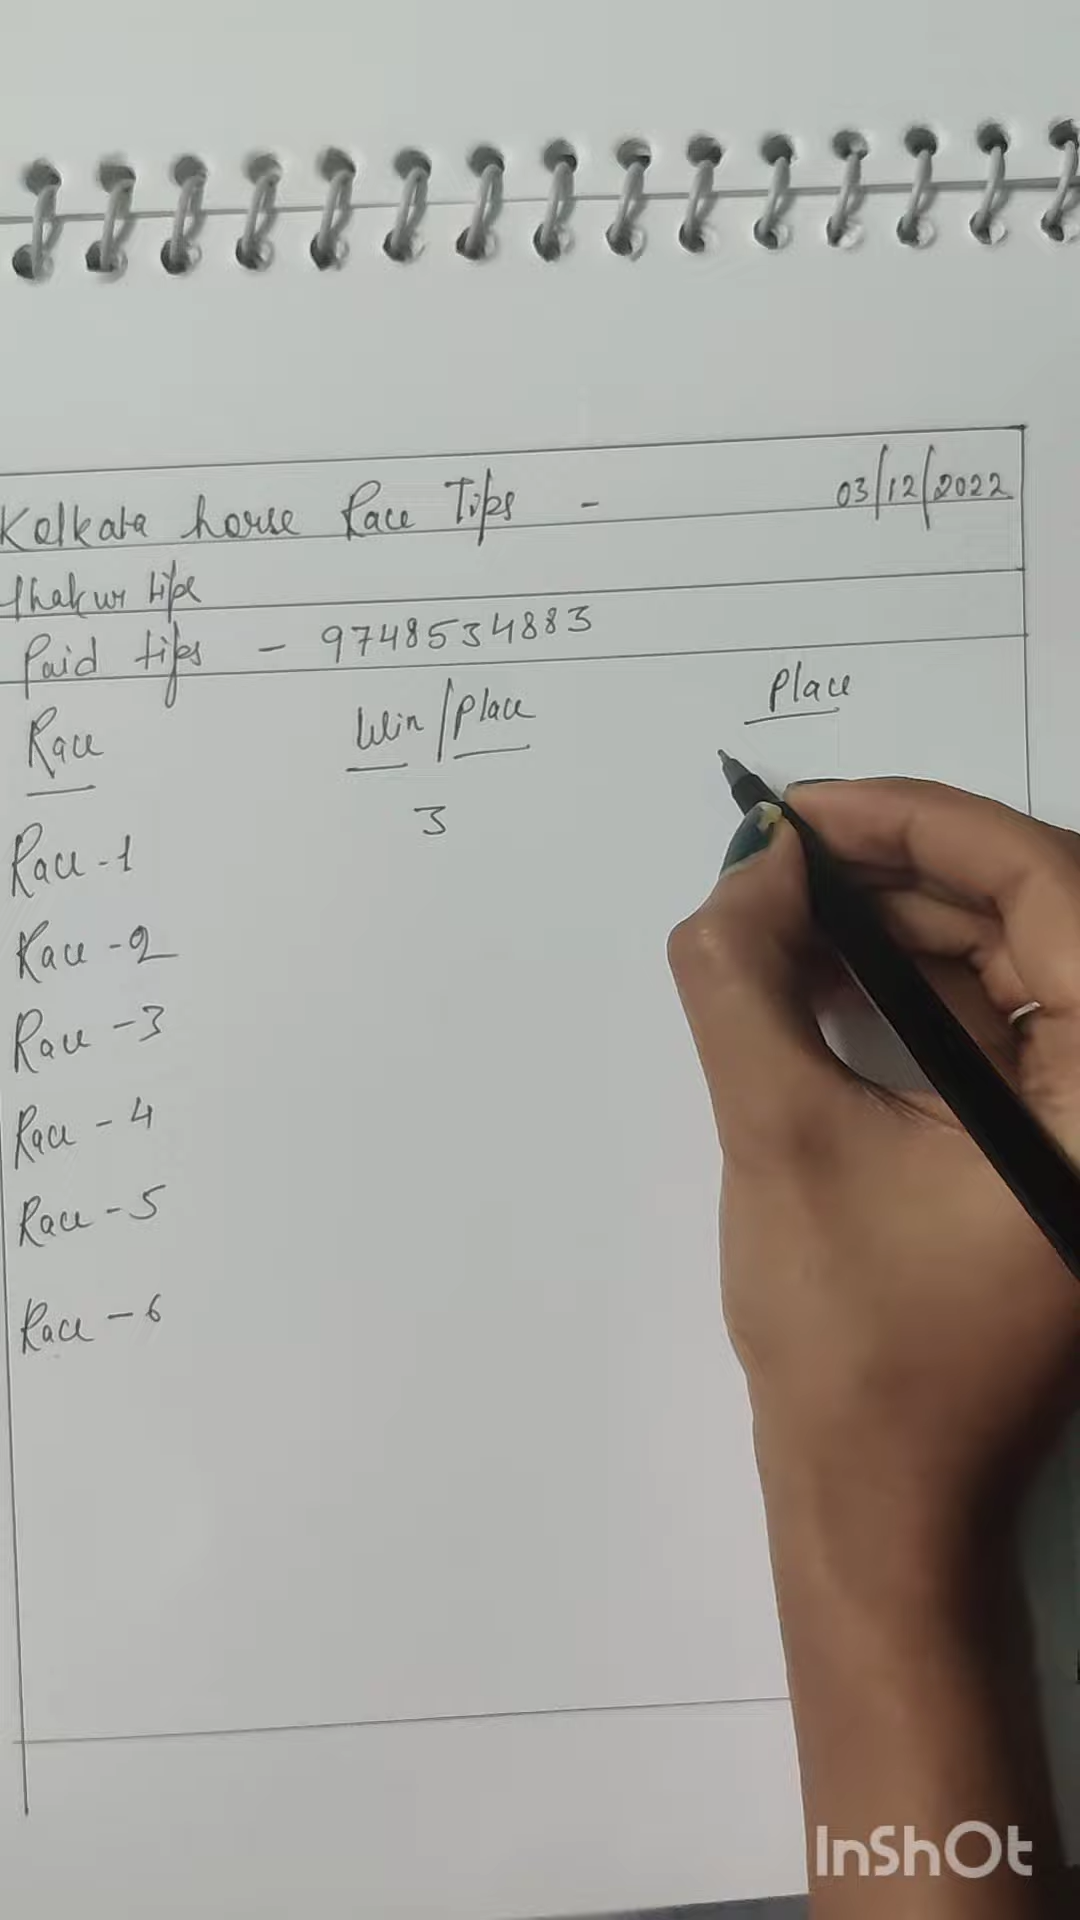 Kolkata horse Race Tips - 03/12/2022
Thakur tips
Paid tips - 9748534883
Race Win/Place Place
Race-1 3
Race-2
Race-3
Race-4
Race-5
Race-6
InShOt